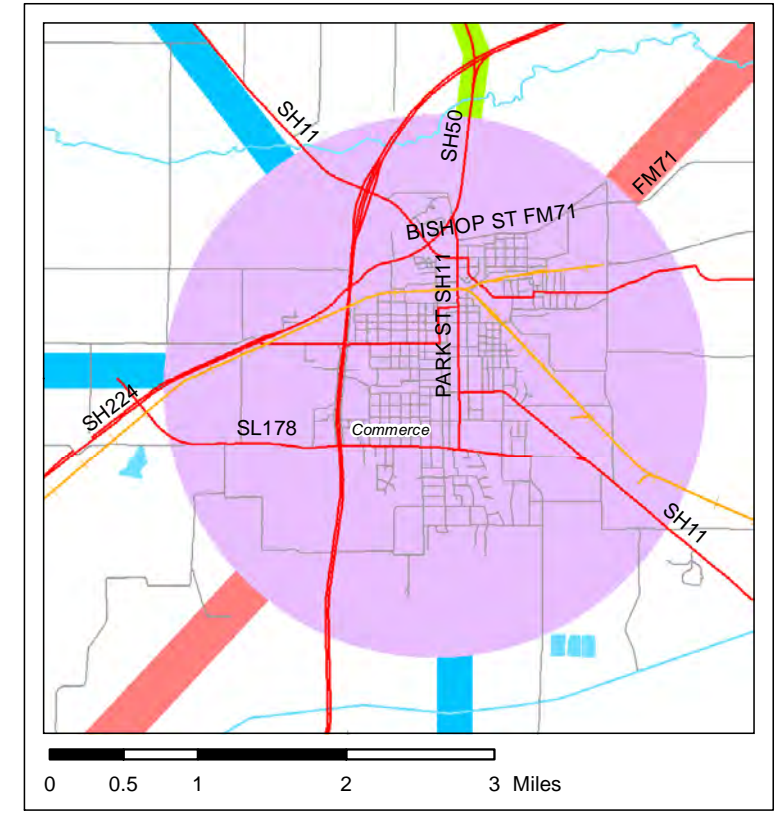 SH11
SH50
FM71
BISHOP ST FM71
PARK ST SH11
SH224
SL178
Commerce
SH11
0 0.5 1 2 3 Miles